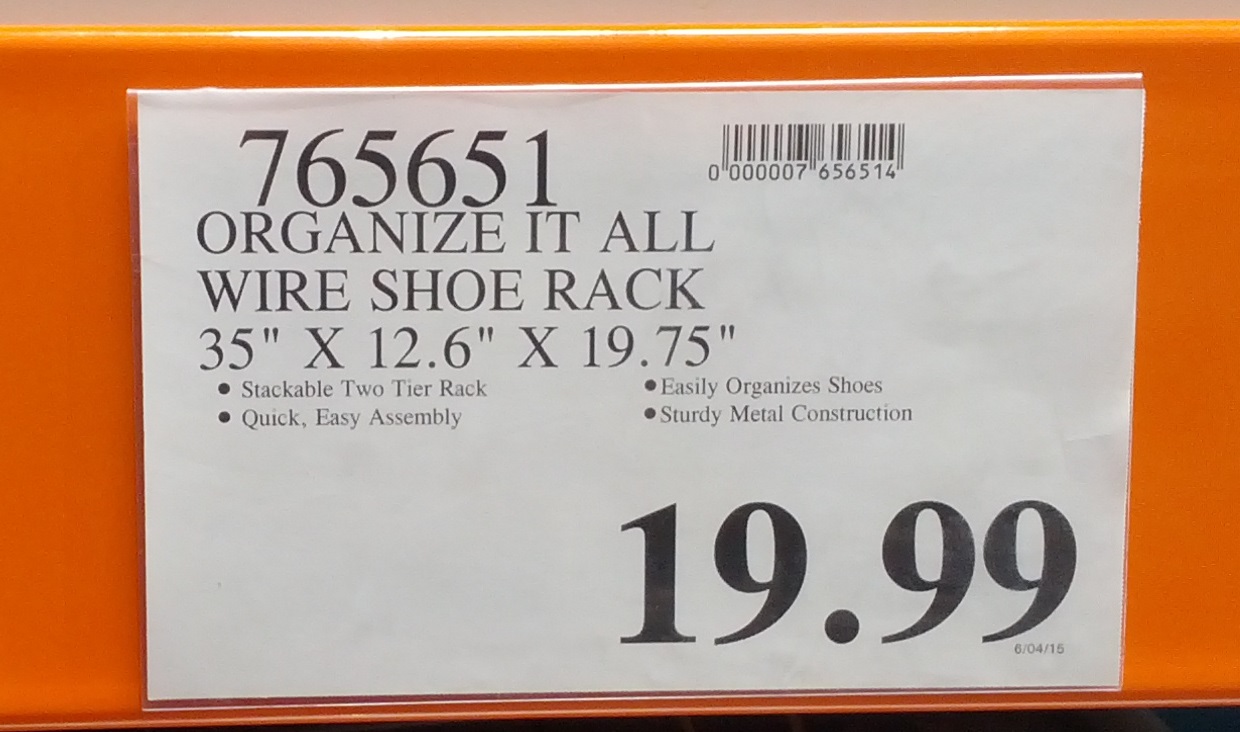 765651
0 000007 656514
ORGANIZE IT ALL
WIRE SHOE RACK
35" X 12.6" X 19.75"
● Stackable Two Tier Rack
● Quick, Easy Assembly
● Easily Organizes Shoes
● Sturdy Metal Construction
19.99
6/04/15